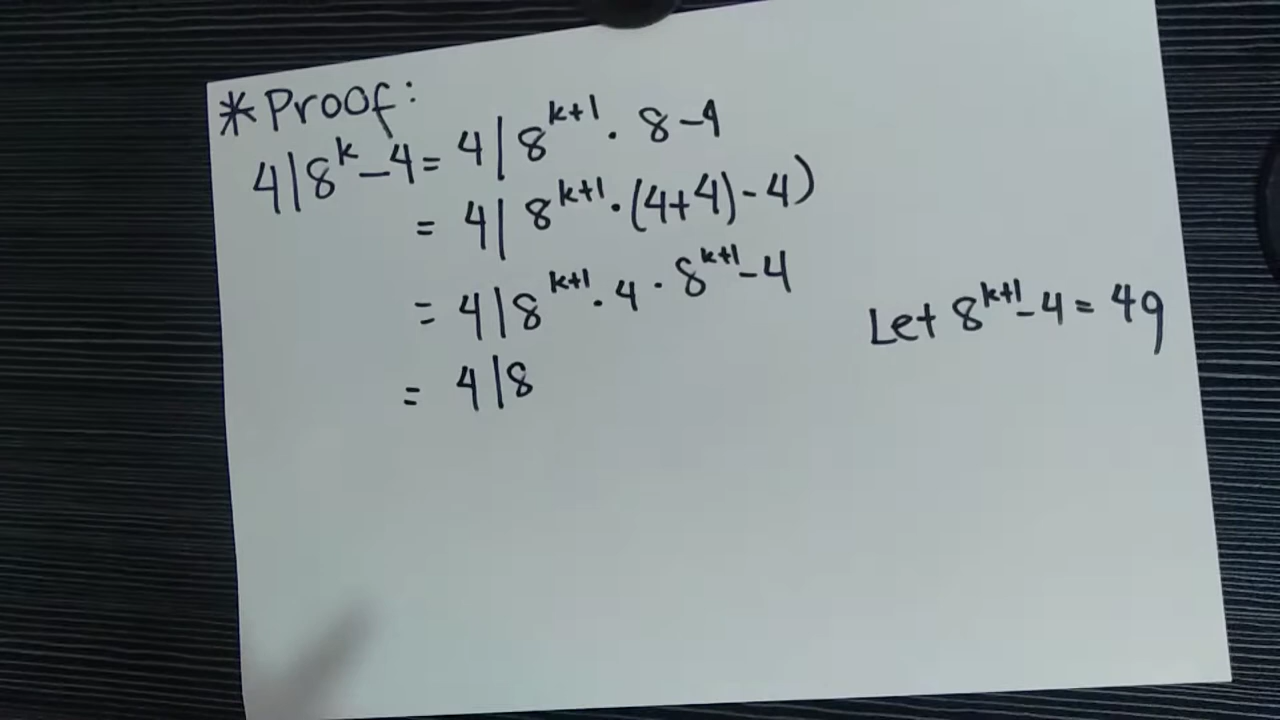 *Proof:
4|8^k-4= 4|8^{k+1} · 8-4
= 4|8^{k+1}·(4+4)-4)
= 4|8^{k+1}·4·8^{k+1}-4
Let 8^{k+1}-4=4q
= 4|8